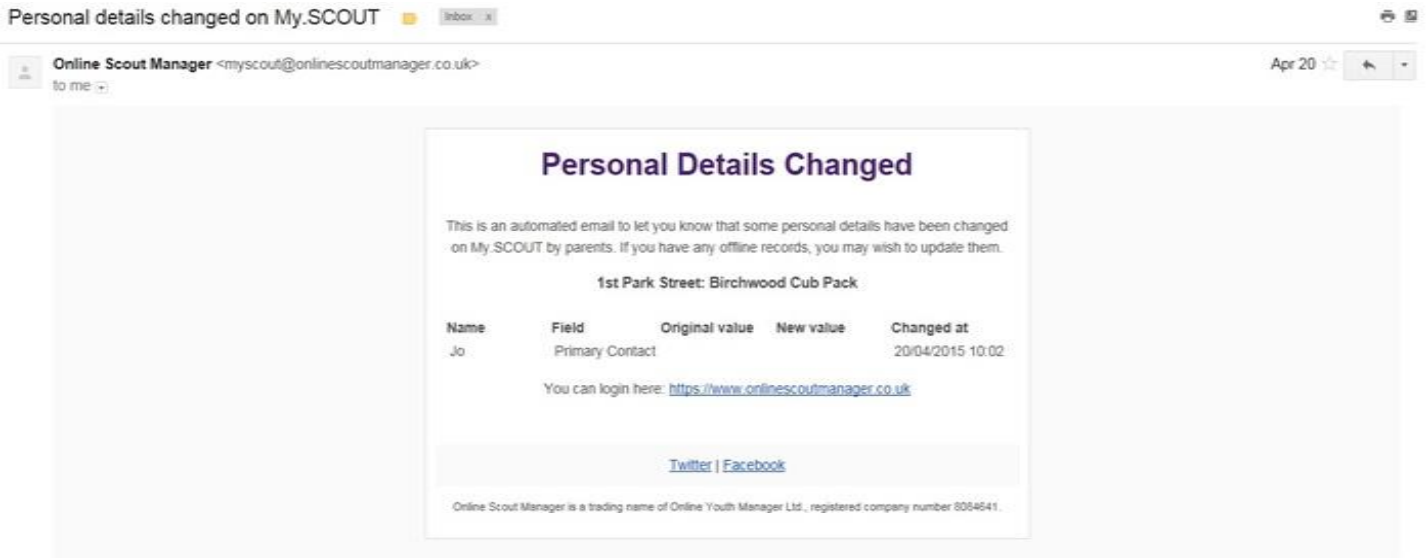 Personal details changed on My.SCOUT Inbox x
Online Scout Manager <myscout@onlinescoutmanager.co.uk> Apr 20
to me
Personal Details Changed
This is an automated email to let you know that some personal details have been changed
on My.SCOUT by parents. If you have any offline records, you may wish to update them.
1st Park Street: Birchwood Cub Pack
Name Field Original value New value Changed at
Jo Primary Contact 20/04/2015 10:02
You can login here: https://www.onlinescoutmanager.co.uk
Twitter | Facebook
Online Scout Manager is a trading name of Online Youth Manager Ltd., registered company number 8084641.